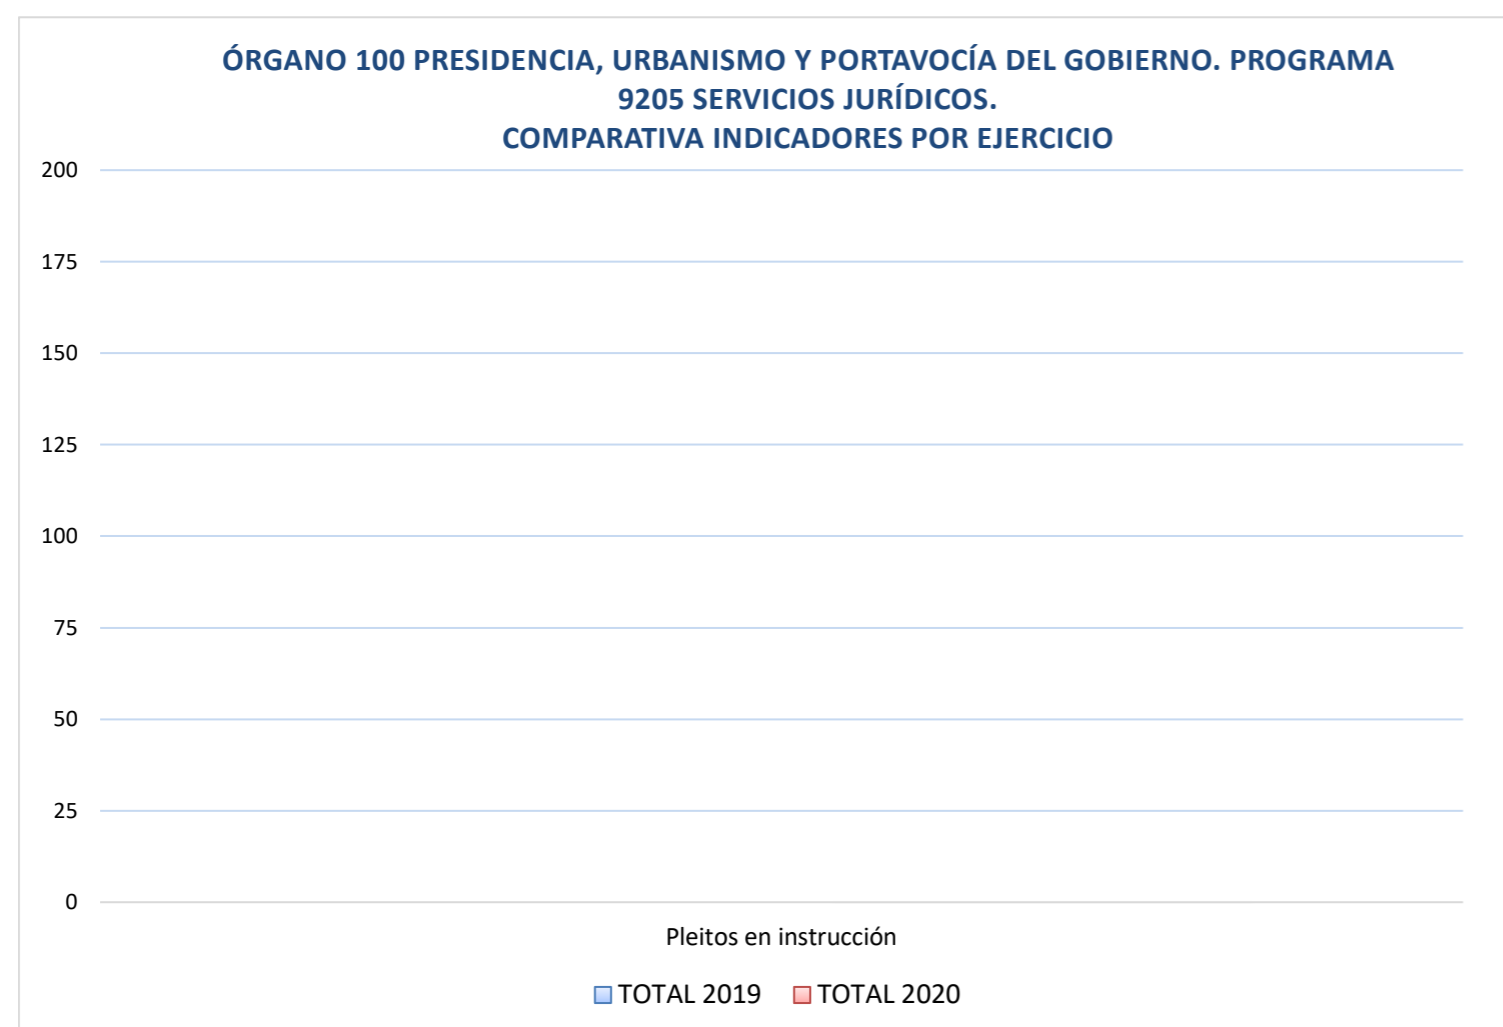 ÓRGANO 100 PRESIDENCIA, URBANISMO Y PORTAVOCÍA DEL GOBIERNO. PROGRAMA
9205 SERVICIOS JURÍDICOS.
COMPARATIVA INDICADORES POR EJERCICIO
200
175
150
125
100
75
50
25
0
Pleitos en instrucción
TOTAL 2019 TOTAL 2020